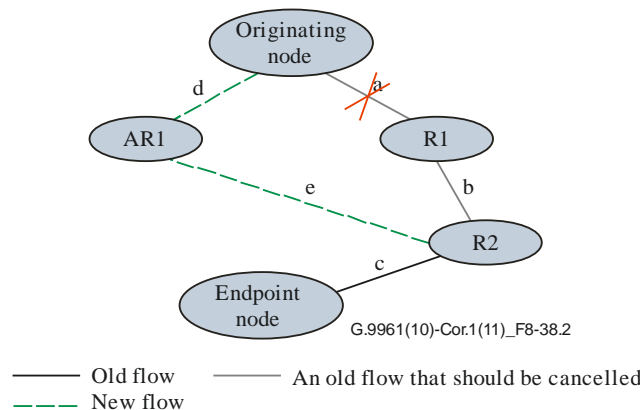 Originating
node
d
a
AR1
R1
e
b
R2
c
Endpoint
node
G.9961(10)-Cor.1(11)_F8-38.2
Old flow
An old flow that should be cancelled
New flow